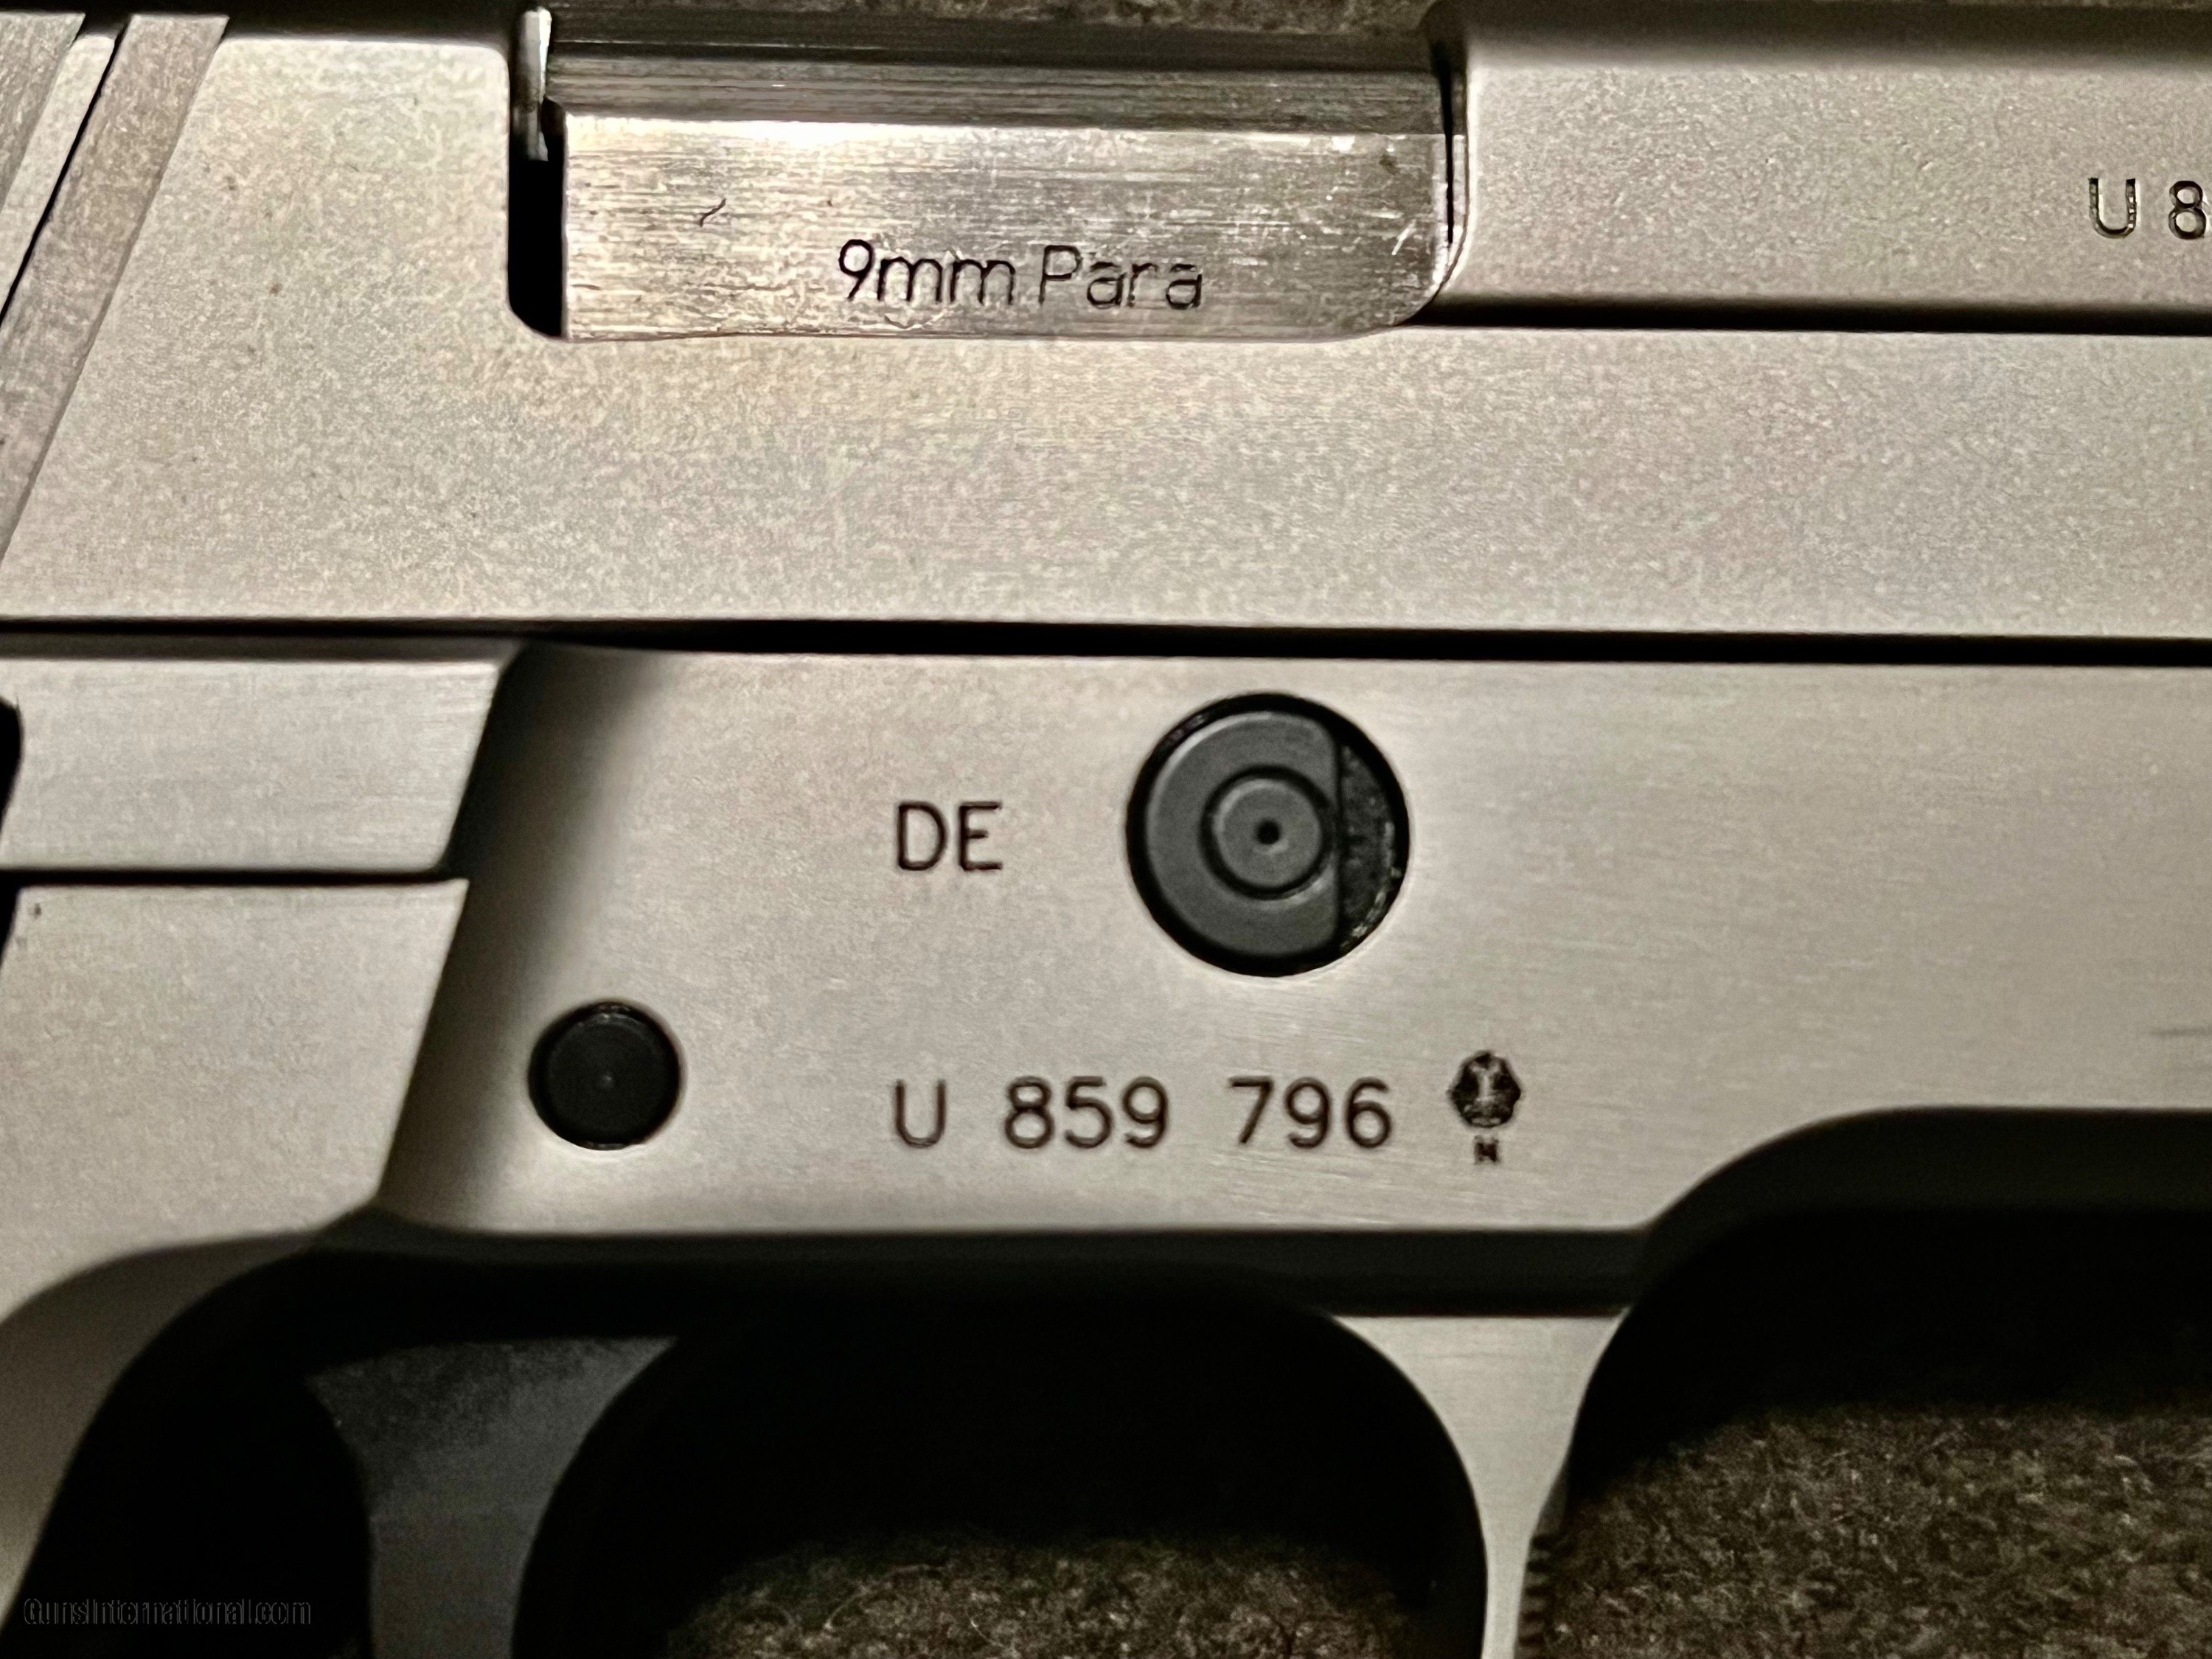 9mm Para
U 8
DE
U 859 796
N
GunsInternational.com